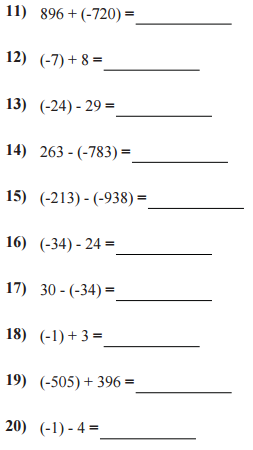 11) 896 + (-720) = ____________
12) (-7) + 8 = ____________
13) (-24) - 29 = ____________
14) 263 - (-783) = ____________
15) (-213) - (-938) = ____________
16) (-34) - 24 = ____________
17) 30 - (-34) = ____________
18) (-1) + 3 = ____________
19) (-505) + 396 = ____________
20) (-1) - 4 = ____________